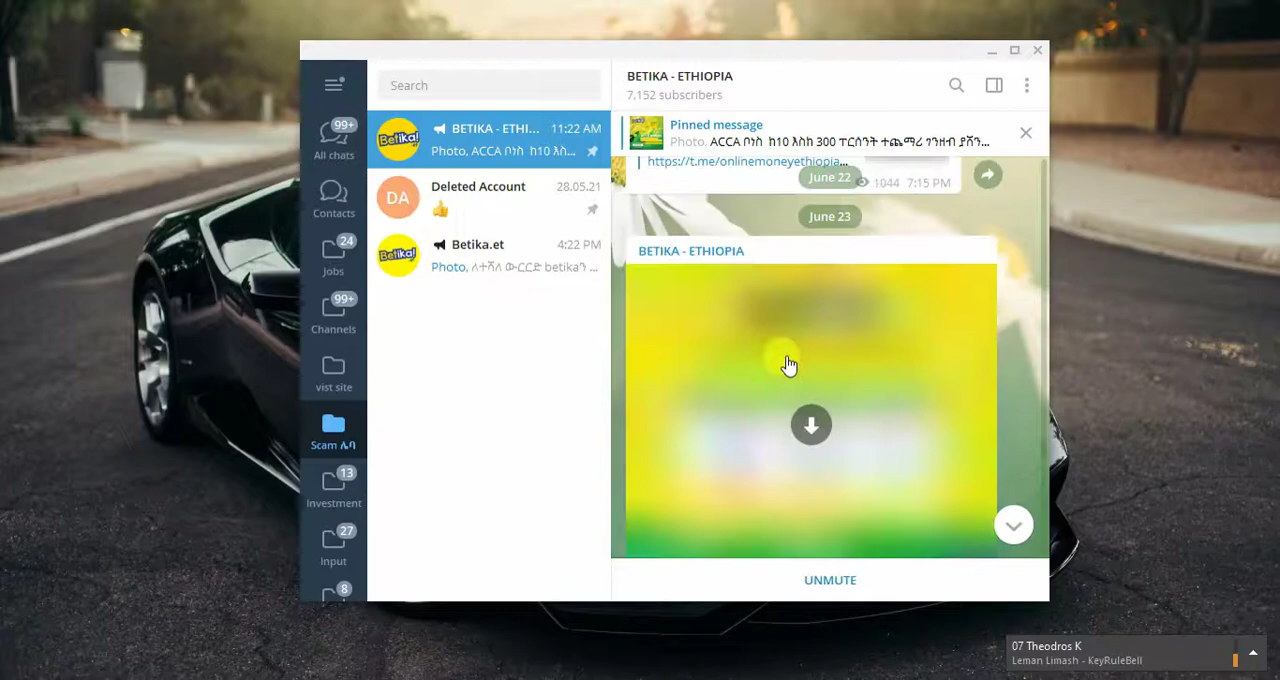 Search
BETIKA - ETHIOPIA
7,152 subscribers
99+
All chats
Contacts
24
Jobs
99+
Channels
vist site
Scam ሌባ
13
Investment
27
Input
8
Betika!
BETIKA - ETHI... 11:22 AM
Photo, ACCA ቦነስ ከ10 እስ...
DA
Deleted Account 28.05.21
Betika!
Betika.et 4:22 PM
Photo, ለተሻለ ውርርድ betikaን ...
Pinned message
Photo, ACCA ቦነስ ከ10 እስከ 300 ፐርሰንት ተጨማሪ ገንዘብ ያሸን...
https://t.me/onlinemoneyethiopia...
June 22
1044 7:15 PM
June 23
BETIKA - ETHIOPIA
UNMUTE
07 Theodros K
Leman Limash - KeyRuleBell